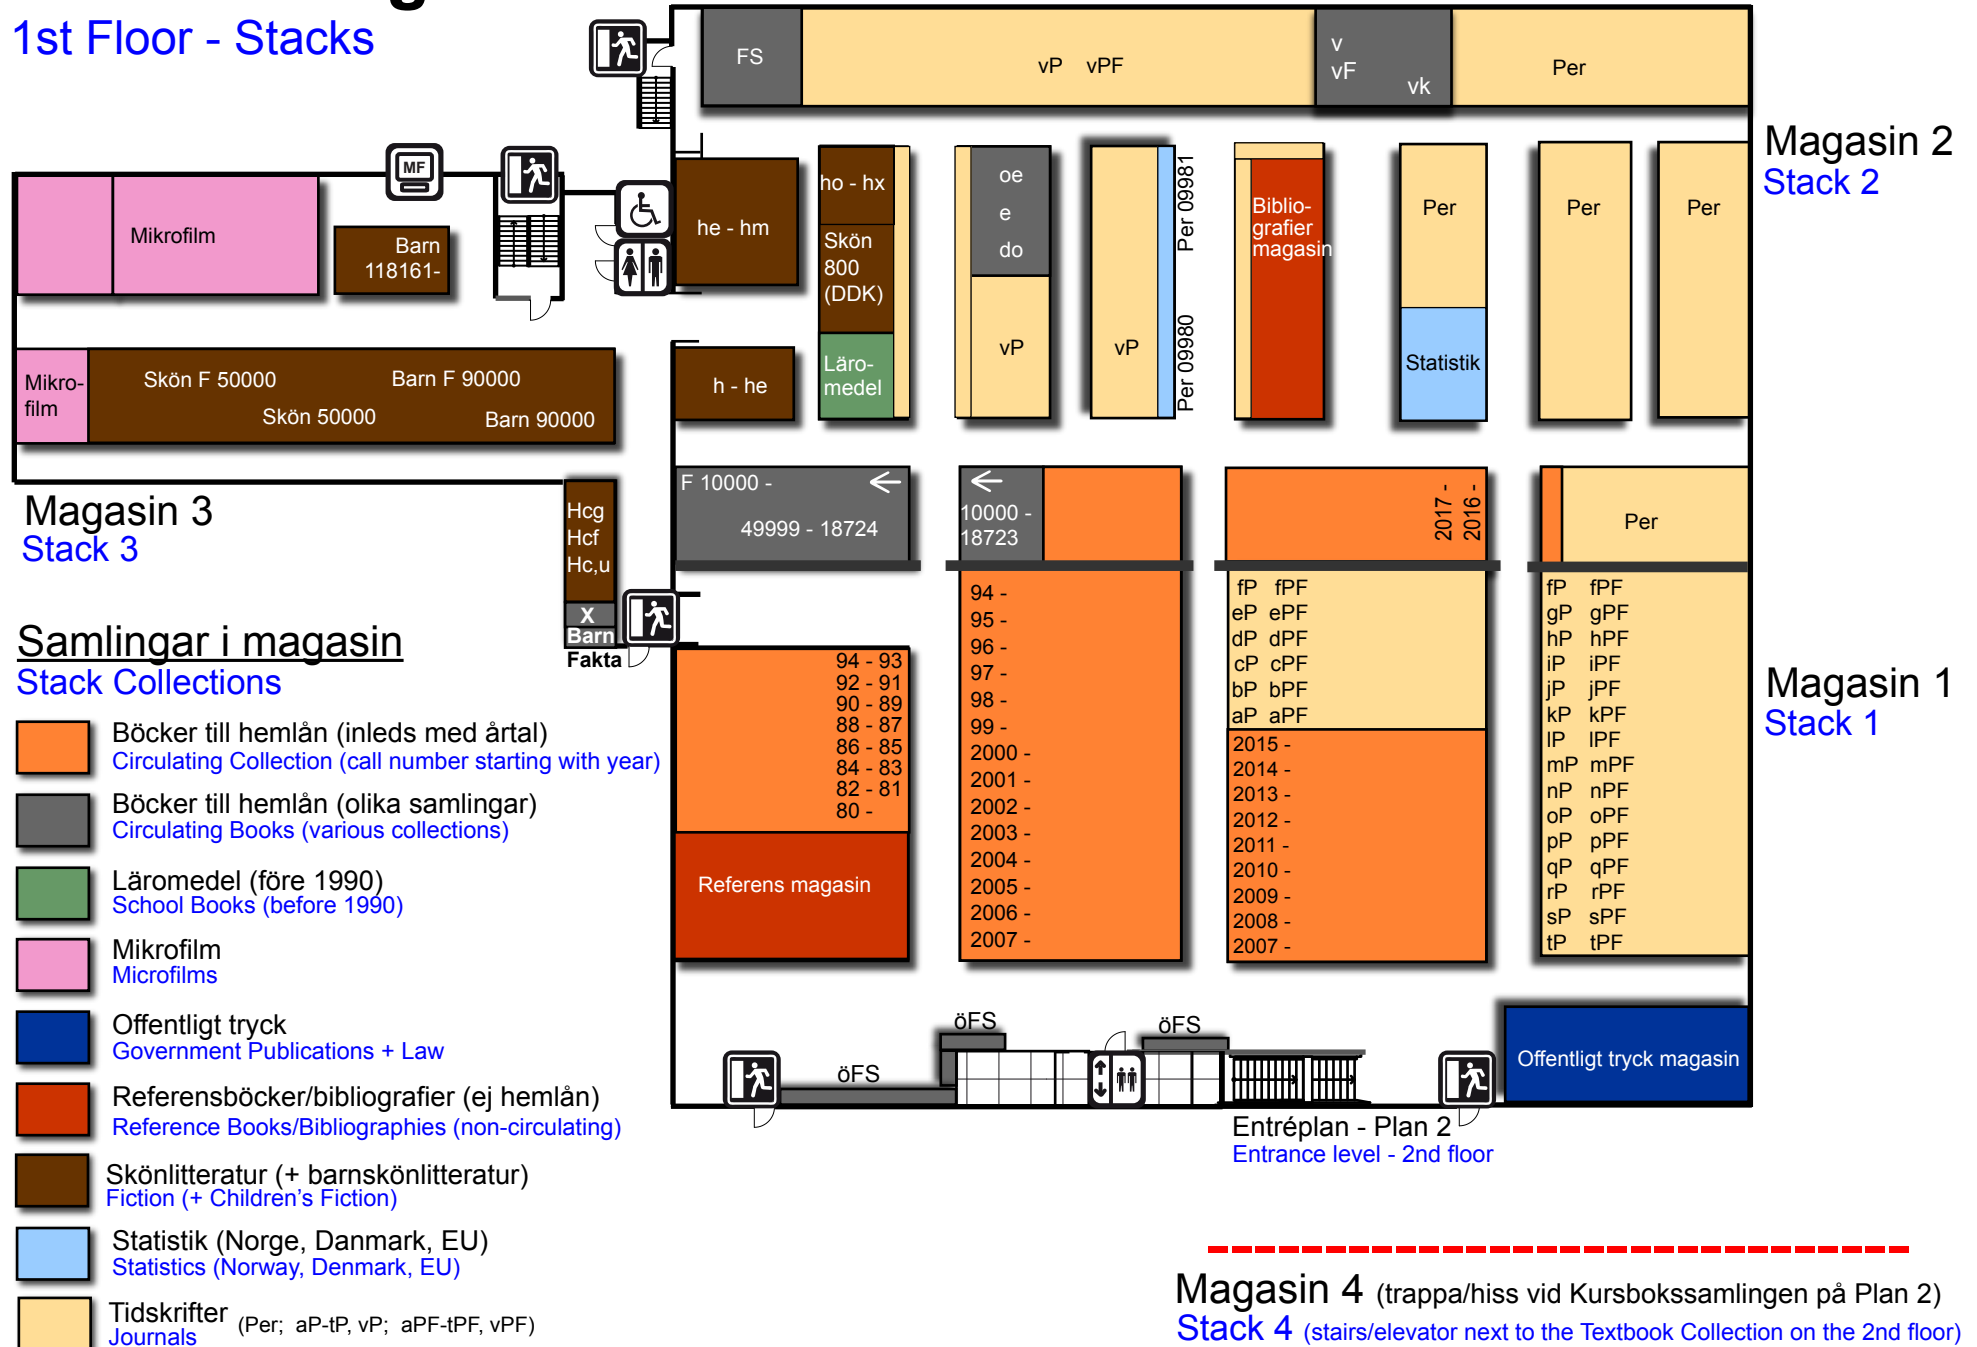 1st Floor - Stacks
FS
vP vPF
v
vF
vk
Per
Magasin 2
Stack 2
MF
Mikrofilm
Barn
118161-
he - hm
ho - hx
Skön
800
(DDK)
Läro-
medel
oe
e
do
vP
vP
Per 09981
Per 09980
Biblio-
grafier
magasin
Per
Statistik
Per
Per
Mikro-
film
Skön F 50000
Barn F 90000
Skön 50000
Barn 90000
h - he
Magasin 3
Stack 3
Hcg
Hcf
Hc,u
X
Barn
Fakta
F 10000 -
49999 - 18724
10000 -
18723
2017 -
2016 -
Per
94 - 93
92 - 91
90 - 89
88 - 87
86 - 85
84 - 83
82 - 81
80 -
Referens magasin
94 -
95 -
96 -
97 -
98 -
99 -
2000 -
2001 -
2002 -
2003 -
2004 -
2005 -
2006 -
2007 -
fP fPF
eP ePF
dP dPF
cP cPF
bP bPF
aP aPF
2015 -
2014 -
2013 -
2012 -
2011 -
2010 -
2009 -
2008 -
2007 -
fP fPF
gP gPF
hP hPF
iP iPF
jP jPF
kP kPF
lP lPF
mP mPF
nP nPF
oP oPF
pP pPF
qP qPF
rP rPF
sP sPF
tP tPF
Magasin 1
Stack 1
öFS
öFS
öFS
Offentligt tryck magasin
Entréplan - Plan 2
Entrance level - 2nd floor
Samlingar i magasin
Stack Collections
Böcker till hemlån (inleds med årtal)
Circulating Collection (call number starting with year)
Böcker till hemlån (olika samlingar)
Circulating Books (various collections)
Läromedel (före 1990)
School Books (before 1990)
Mikrofilm
Microfilms
Offentligt tryck
Government Publications + Law
Referensböcker/bibliografier (ej hemlån)
Reference Books/Bibliographies (non-circulating)
Skönlitteratur (+ barnskönlitteratur)
Fiction (+ Children's Fiction)
Statistik (Norge, Danmark, EU)
Statistics (Norway, Denmark, EU)
Tidskrifter (Per; aP-tP, vP; aPF-tPF, vPF)
Journals
Magasin 4 (trappa/hiss vid Kursbokssamlingen på Plan 2)
Stack 4 (stairs/elevator next to the Textbook Collection on the 2nd floor)